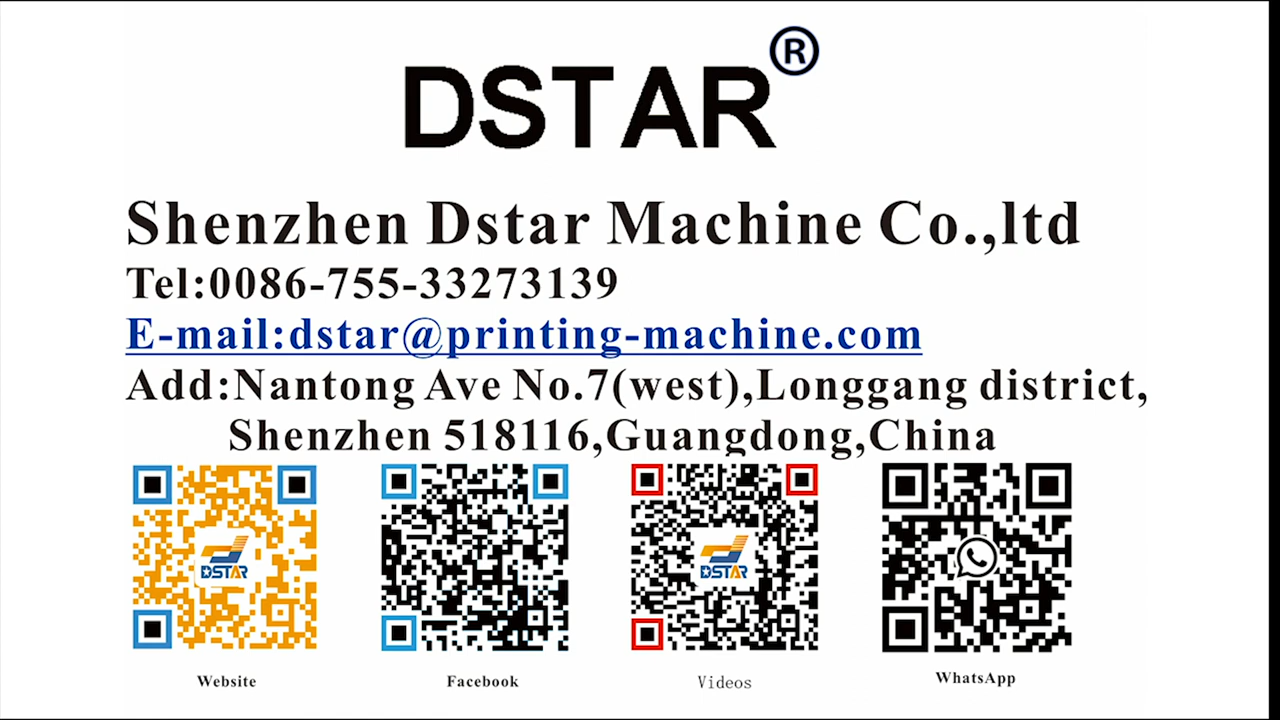 DSTAR®
Shenzhen Dstar Machine Co.,ltd
Tel:0086-755-33273139
E-mail:dstar@printing-machine.com
Add:Nantong Ave No.7(west),Longgang district,
Shenzhen 518116,Guangdong,China
DSTAR
DSTAR
Website
Facebook
Videos
WhatsApp